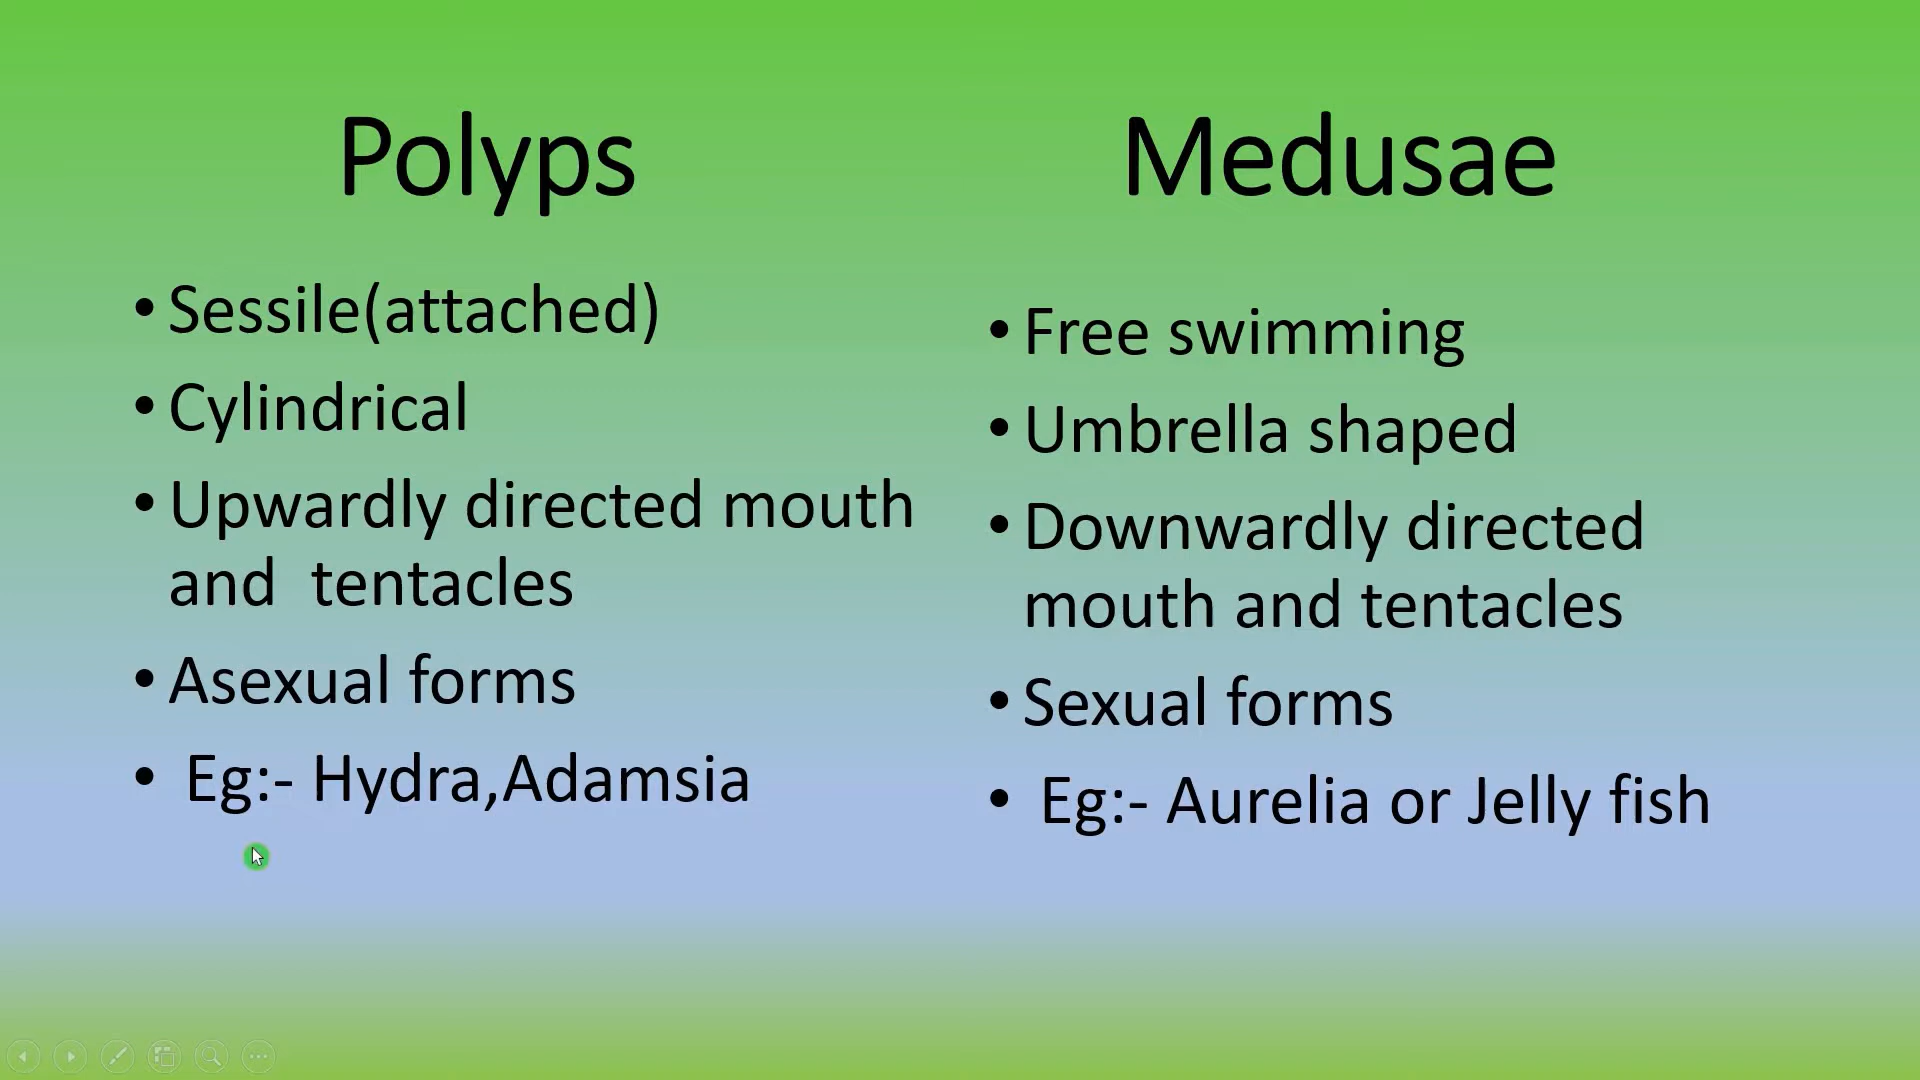 Polyps
•Sessile(attached)
•Cylindrical
•Upwardly directed mouth
and  tentacles
•Asexual forms
• Eg:- Hydra,Adamsia
Medusae
•Free swimming
•Umbrella shaped
•Downwardly directed
mouth and tentacles
•Sexual forms
• Eg:- Aurelia or Jelly fish